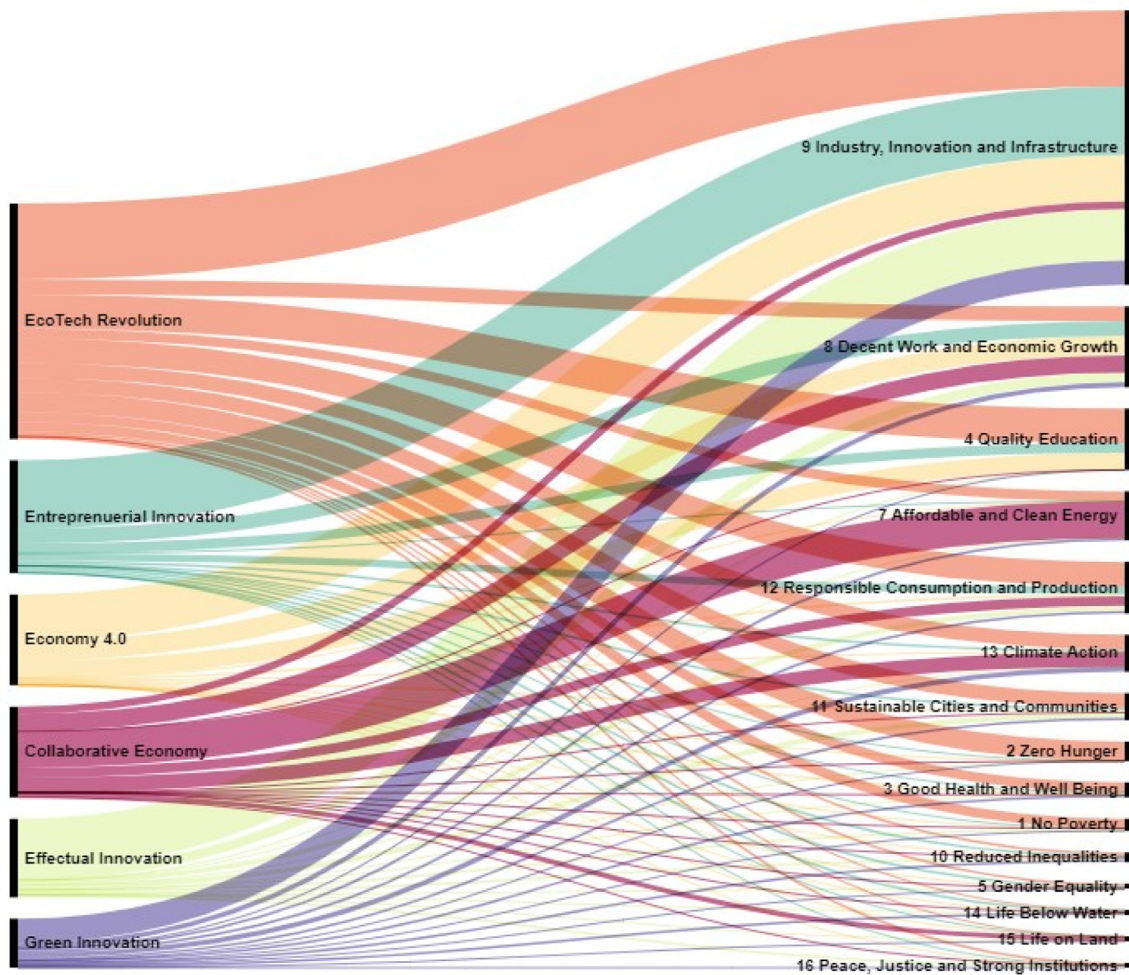 EcoTech Revolution
Entreprenuerial Innovation
Economy 4.0
Collaborative Economy
Effectual Innovation
Green Innovation
9 Industry, Innovation and Infrastructure
8 Decent Work and Economic Growth
4 Quality Education
7 Affordable and Clean Energy
12 Responsible Consumption and Production
13 Climate Action
11 Sustainable Cities and Communities
2 Zero Hunger
3 Good Health and Well Being
1 No Poverty
10 Reduced Inequalities
5 Gender Equality
14 Life Below Water
15 Life on Land
16 Peace, Justice and Strong Institutions